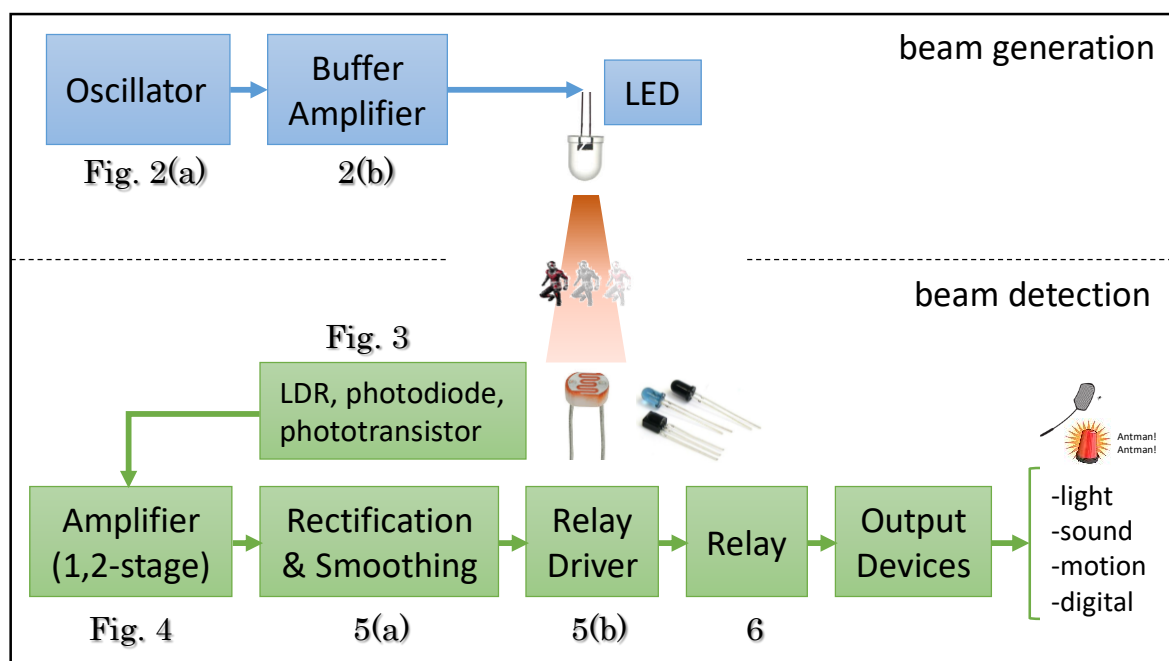 beam generation
Oscillator
Buffer
Amplifier
LED
Fig. 2(a)
2(b)
beam detection
Fig. 3
LDR, photodiode,
phototransistor
Antman!
Antman!
Amplifier
(1,2-stage)
Rectification
& Smoothing
Relay
Driver
Relay
Output
Devices
-light
-sound
-motion
-digital
Fig. 4
5(a)
5(b)
6